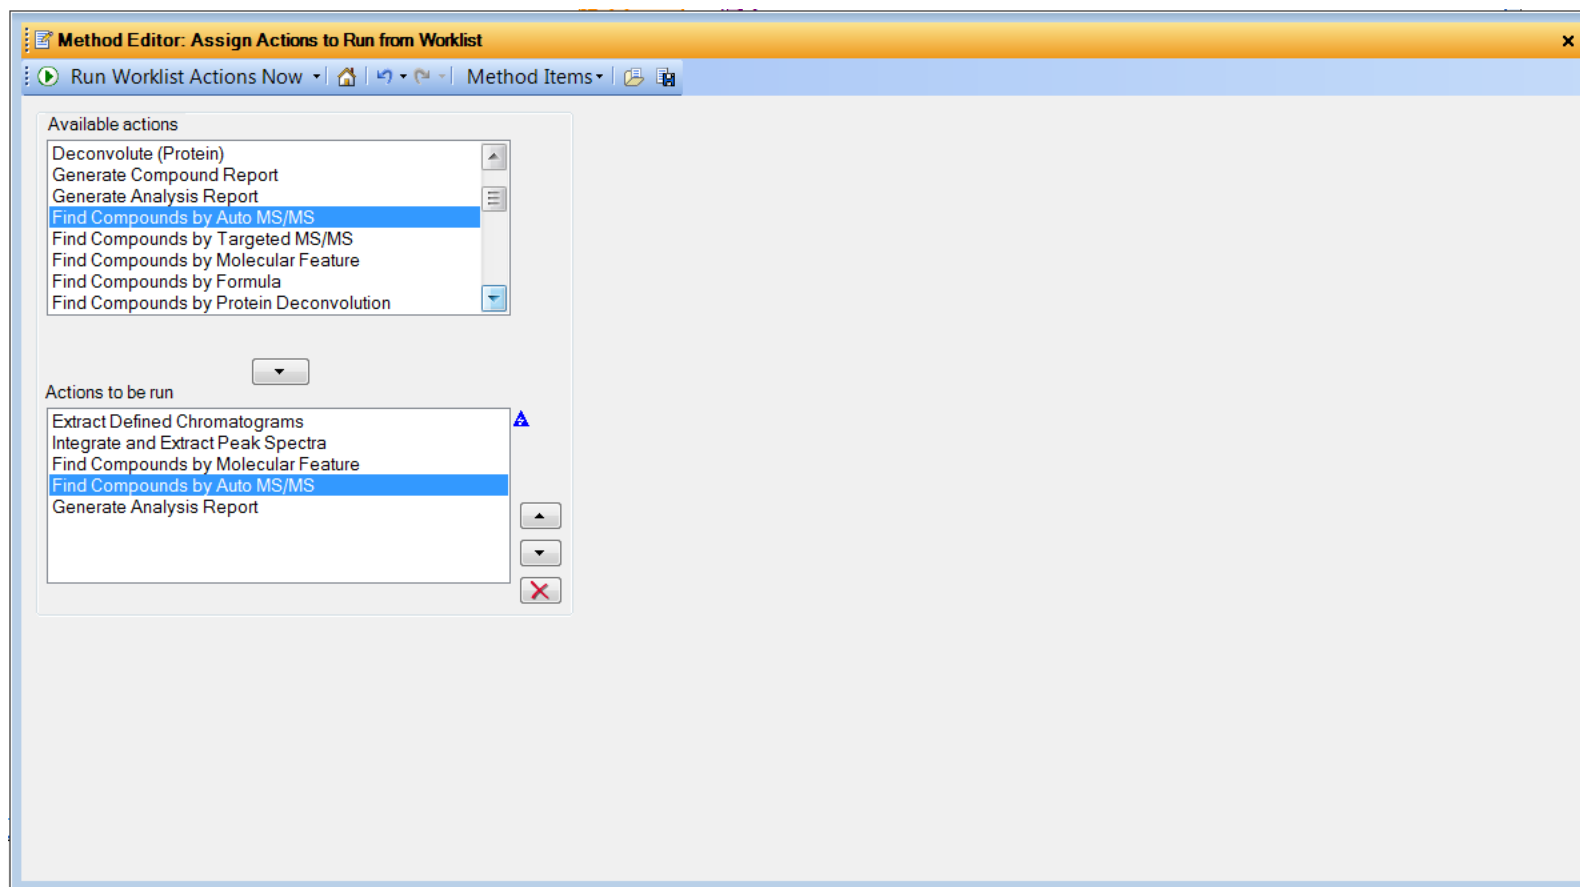 Method Editor: Assign Actions to Run from Worklist
Run Worklist Actions Now
Method Items
Available actions
Deconvolute (Protein)
Generate Compound Report
Generate Analysis Report
Find Compounds by Auto MS/MS
Find Compounds by Targeted MS/MS
Find Compounds by Molecular Feature
Find Compounds by Formula
Find Compounds by Protein Deconvolution
Actions to be run
Extract Defined Chromatograms
Integrate and Extract Peak Spectra
Find Compounds by Molecular Feature
Find Compounds by Auto MS/MS
Generate Analysis Report